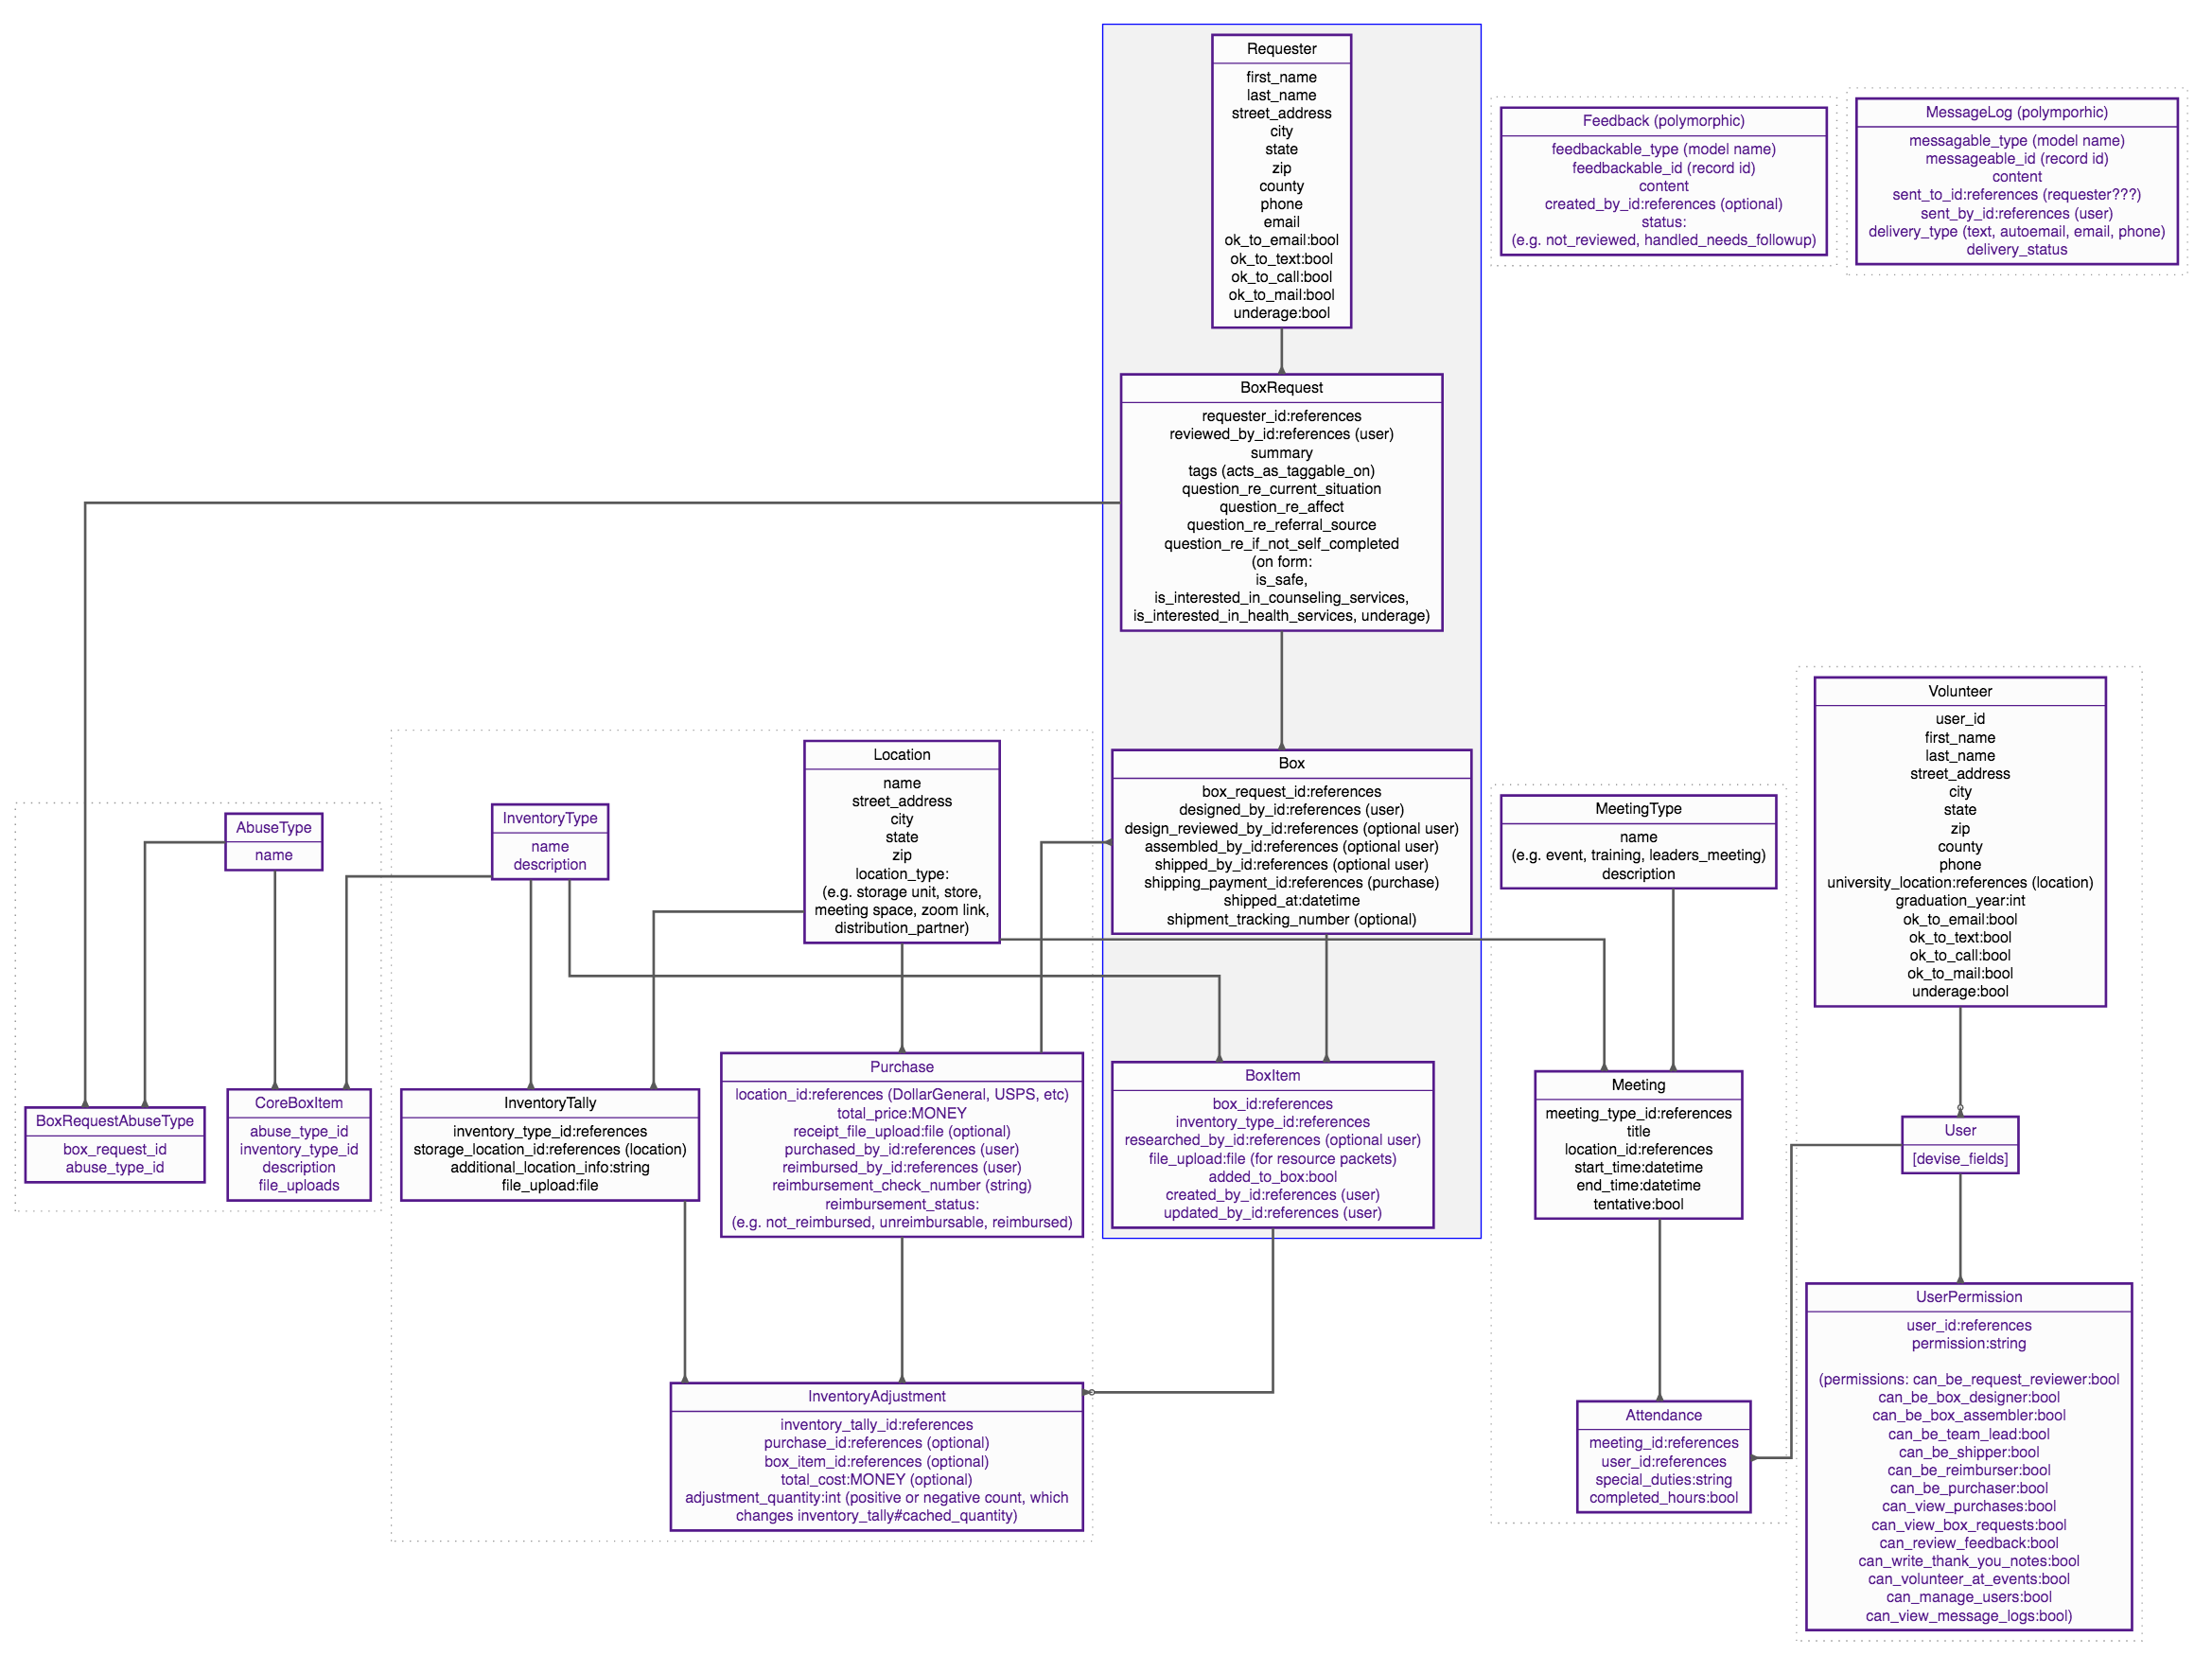 Requester
first_name
last_name
street_address
city
state
zip
county
phone
email
ok_to_email:bool
ok_to_text:bool
ok_to_call:bool
ok_to_mail:bool
underage:bool
Feedback (polymorphic)
feedbackable_type (model name)
feedbackable_id (record id)
content
created_by_id:references (optional)
status:
(e.g. not_reviewed, handled_needs_followup)
MessageLog (polymporhic)
messagable_type (model name)
messageable_id (record id)
content
sent_to_id:references (requester???)
sent_by_id:references (user)
delivery_type (text, autoemail, email, phone)
delivery_status
BoxRequest
requester_id:references
reviewed_by_id:references (user)
summary
tags (acts_as_taggable_on)
question_re_current_situation
question_re_affect
question_re_referral_source
question_re_if_not_self_completed
(on form:
is_safe,
is_interested_in_counseling_services,
is_interested_in_health_services, underage)
AbuseType
name
InventoryType
name
description
Location
name
street_address
city
state
zip
location_type:
(e.g. storage unit, store,
meeting space, zoom link,
distribution_partner)
Box
box_request_id:references
designed_by_id:references (user)
design_reviewed_by_id:references (optional user)
assembled_by_id:references (optional user)
shipped_by_id:references (optional user)
shipping_payment_id:references (purchase)
shipped_at:datetime
shipment_tracking_number (optional)
MeetingType
name
(e.g. event, training, leaders_meeting)
description
Volunteer
user_id
first_name
last_name
street_address
city
state
zip
county
phone
university_location:references (location)
graduation_year:int
ok_to_email:bool
ok_to_text:bool
ok_to_call:bool
ok_to_mail:bool
underage:bool
BoxRequestAbuseType
box_request_id
abuse_type_id
CoreBoxItem
abuse_type_id
inventory_type_id
description
file_uploads
InventoryTally
inventory_type_id:references
storage_location_id:references (location)
additional_location_info:string
file_upload:file
Purchase
location_id:references (DollarGeneral, USPS, etc)
total_price:MONEY
receipt_file_upload:file (optional)
purchased_by_id:references (user)
reimbursed_by_id:references (user)
reimbursement_check_number (string)
reimbursement_status:
(e.g. not_reimbursed, unreimbursable, reimbursed)
BoxItem
box_id:references
inventory_type_id:references
researched_by_id:references (optional user)
file_upload:file (for resource packets)
added_to_box:bool
created_by_id:references (user)
updated_by_id:references (user)
Meeting
meeting_type_id:references
title
location_id:references
start_time:datetime
end_time:datetime
tentative:bool
User
[devise_fields]
InventoryAdjustment
inventory_tally_id:references
purchase_id:references (optional)
box_item_id:references (optional)
total_cost:MONEY (optional)
adjustment_quantity:int (positive or negative count, which
changes inventory_tally#cached_quantity)
Attendance
meeting_id:references
user_id:references
special_duties:string
completed_hours:bool
UserPermission
user_id:references
permission:string
(permissions: can_be_request_reviewer:bool
can_be_box_designer:bool
can_be_box_assembler:bool
can_be_team_lead:bool
can_be_shipper:bool
can_be_reimburser:bool
can_be_purchaser:bool
can_view_purchases:bool
can_view_box_requests:bool
can_review_feedback:bool
can_write_thank_you_notes:bool
can_volunteer_at_events:bool
can_manage_users:bool
can_view_message_logs:bool)